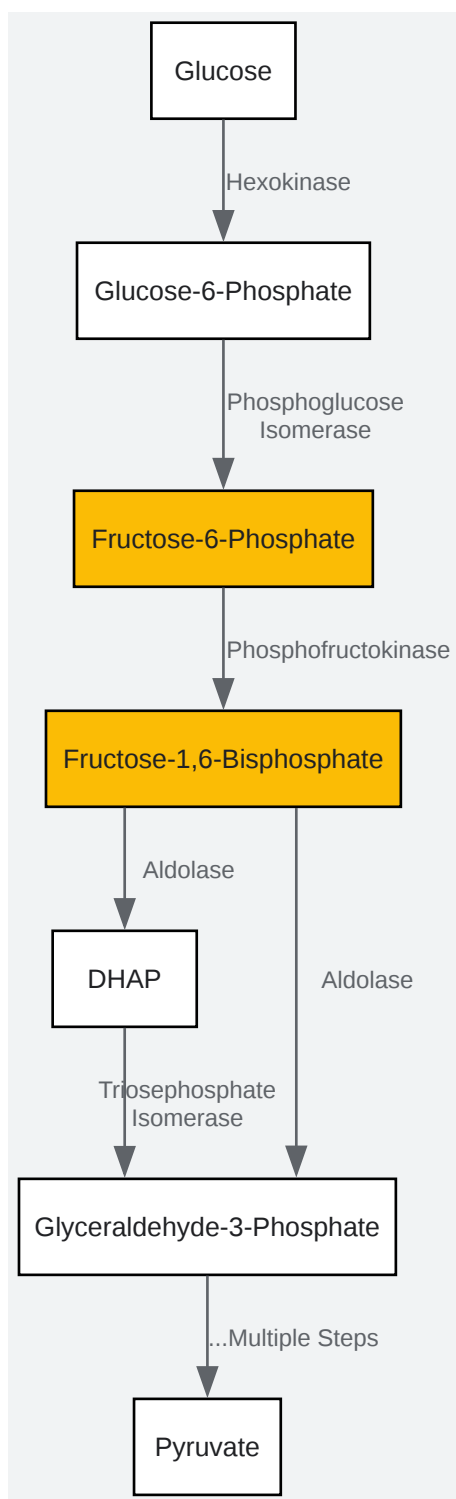 Glucose
Hexokinase
Glucose-6-Phosphate
Phosphoglucose
Isomerase
Fructose-6-Phosphate
Phosphofructokinase
Fructose-1,6-Bisphosphate
Aldolase
DHAP
Aldolase
Triosephosphate
Isomerase
Glyceraldehyde-3-Phosphate
...Multiple Steps
Pyruvate